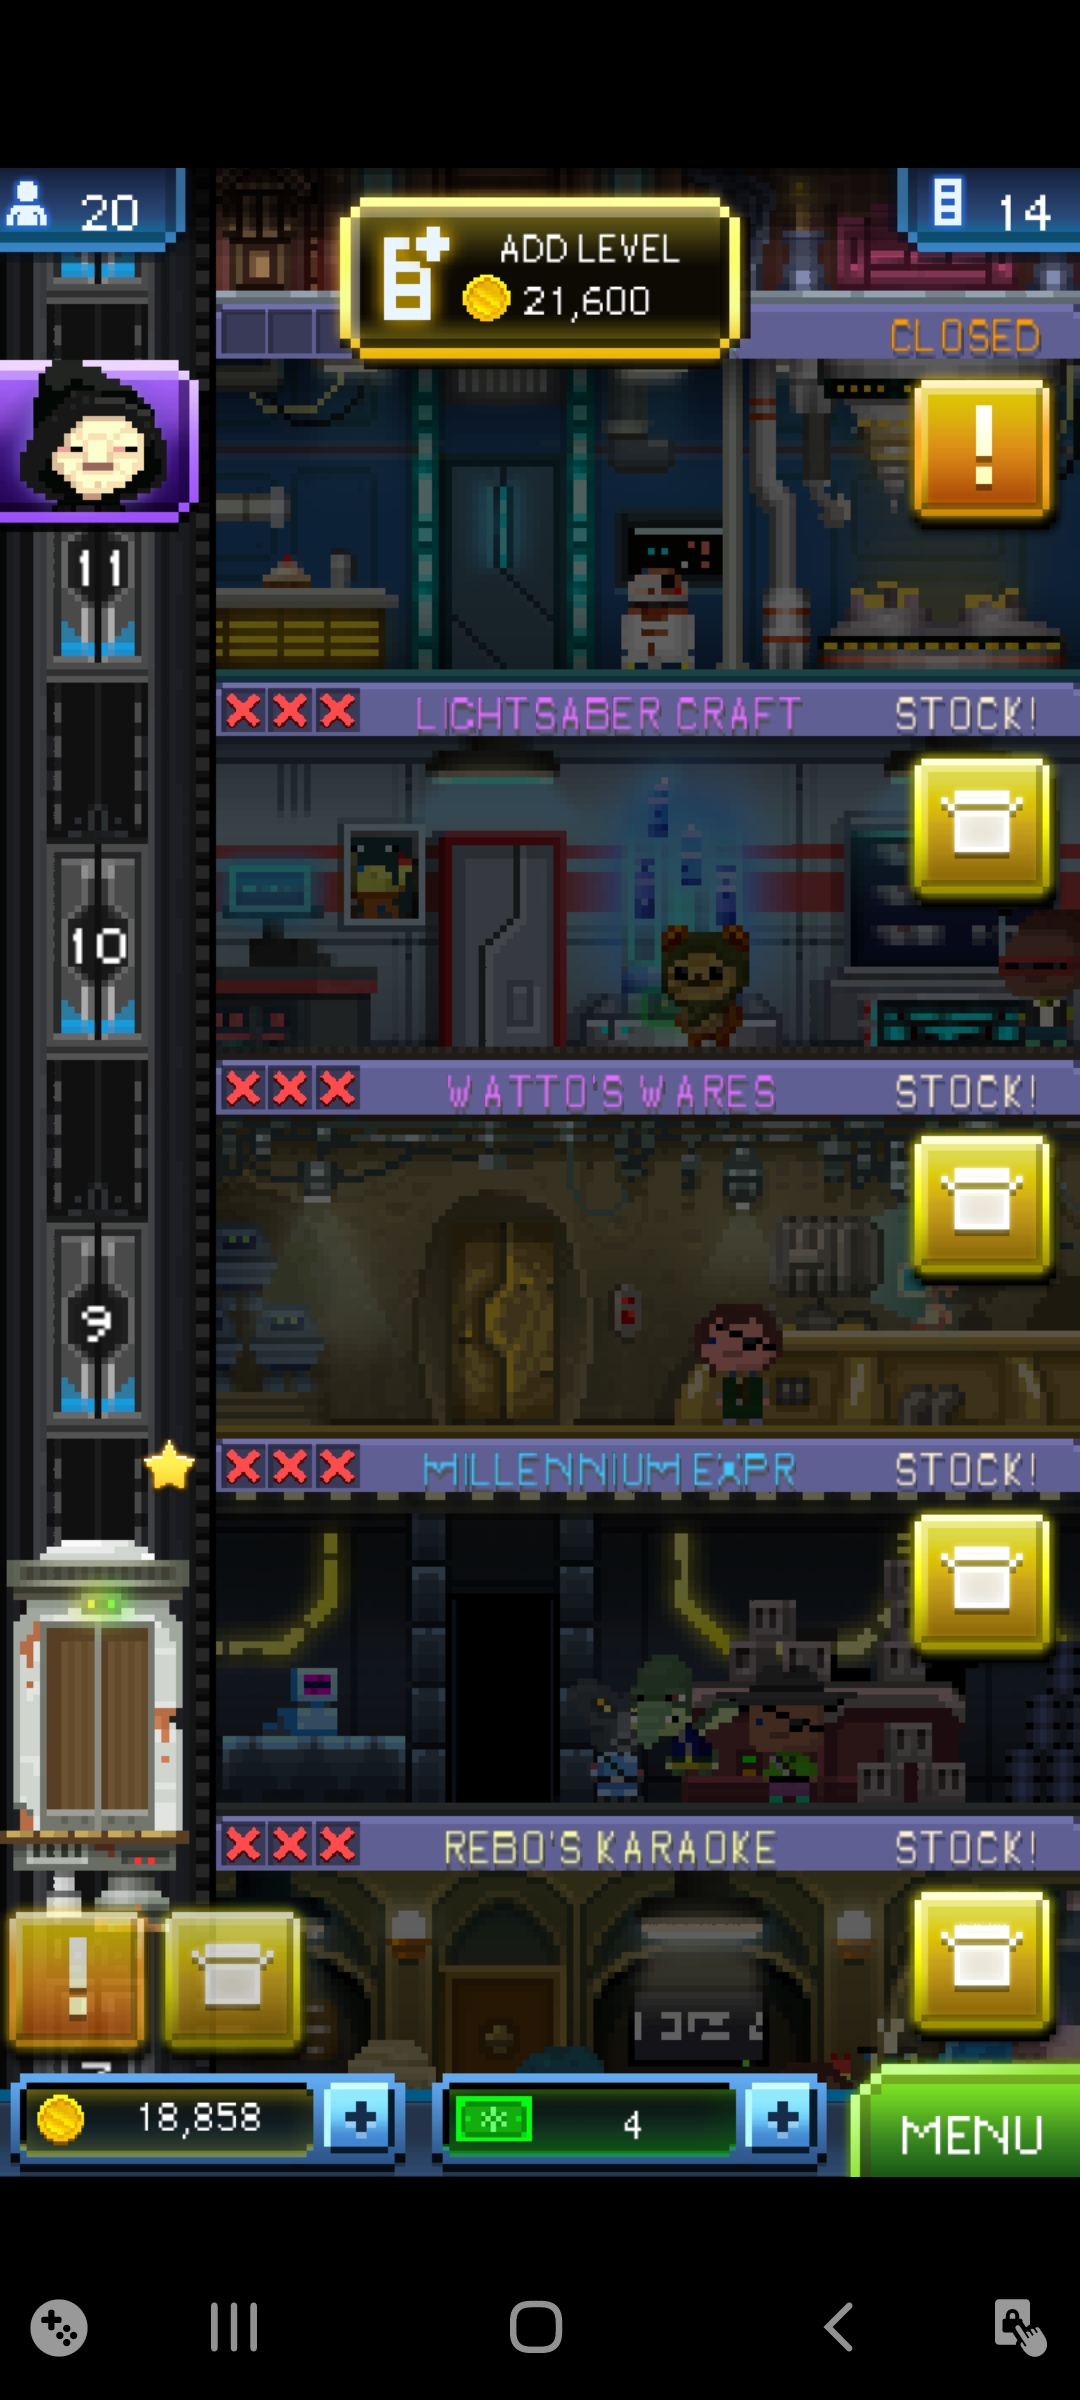 20
14
ADD LEVEL
21,600
CLOSED
11
LIGHTSABER CRAFT STOCK!
10
WATTO'S WARES STOCK!
9
MILLENNIUM EXPR STOCK!
REBO'S KARAOKE STOCK!
18,858
4
MENU